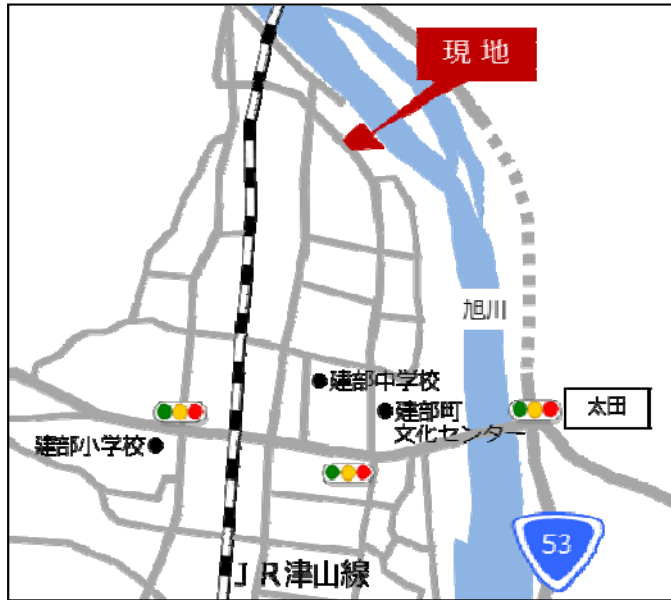 現地
旭川
建部中学校
太田
建部町
文化センター
建部小学校
53
JR津山線